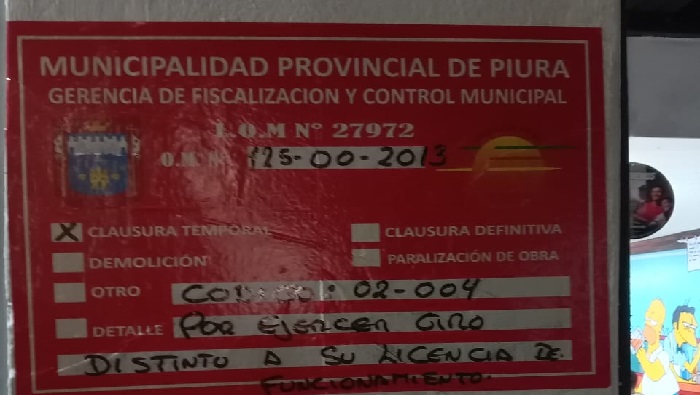 MUNICIPALIDAD PROVINCIAL DE PIURA
GERENCIA DE FISCALIZACION Y CONTROL MUNICIPAL
L.O.M N° 27972
O.M. N° 125-00-2013
X CLAUSURA TEMPORAL
CLAUSURA DEFINITIVA
DEMOLICIÓN
PARALIZACIÓN DE OBRA
OTRO CODIGO: 02-004
DETALLE POR EJERCER GIRO
DISTINTO A SU LICENCIA DE
FUNCIONAMIENTO.